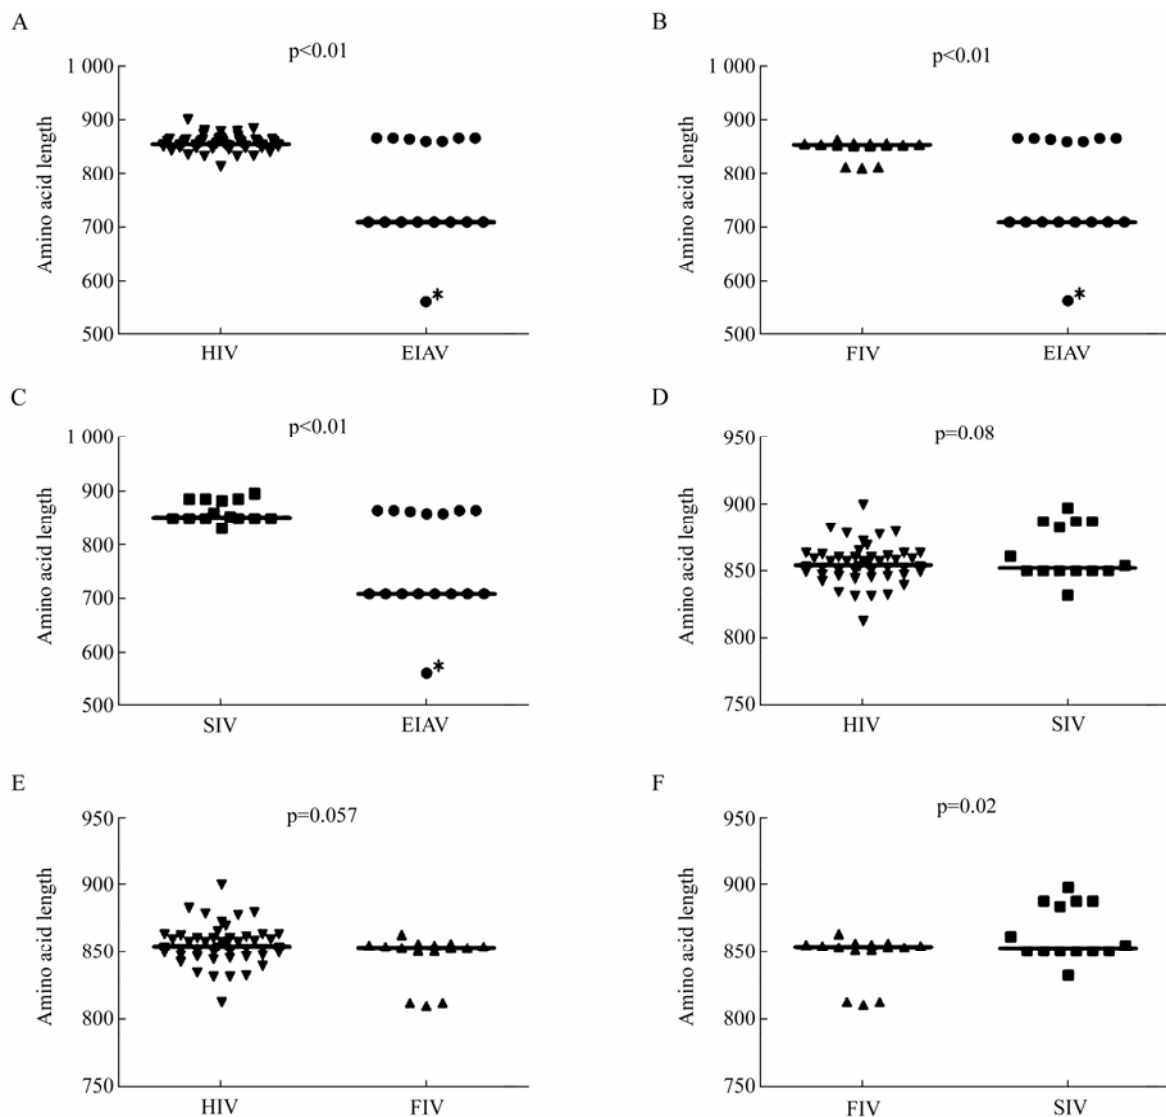 A
p<0.01
1 000
900
800
700
600
500
Amino acid length
HIV
EIAV
*
B
p<0.01
1 000
900
800
700
600
500
Amino acid length
FIV
EIAV
*
C
p<0.01
1 000
900
800
700
600
500
Amino acid length
SIV
EIAV
*
D
p=0.08
950
900
850
800
750
Amino acid length
HIV
SIV
E
p=0.057
950
900
850
800
750
Amino acid length
HIV
FIV
F
p=0.02
950
900
850
800
750
Amino acid length
FIV
SIV